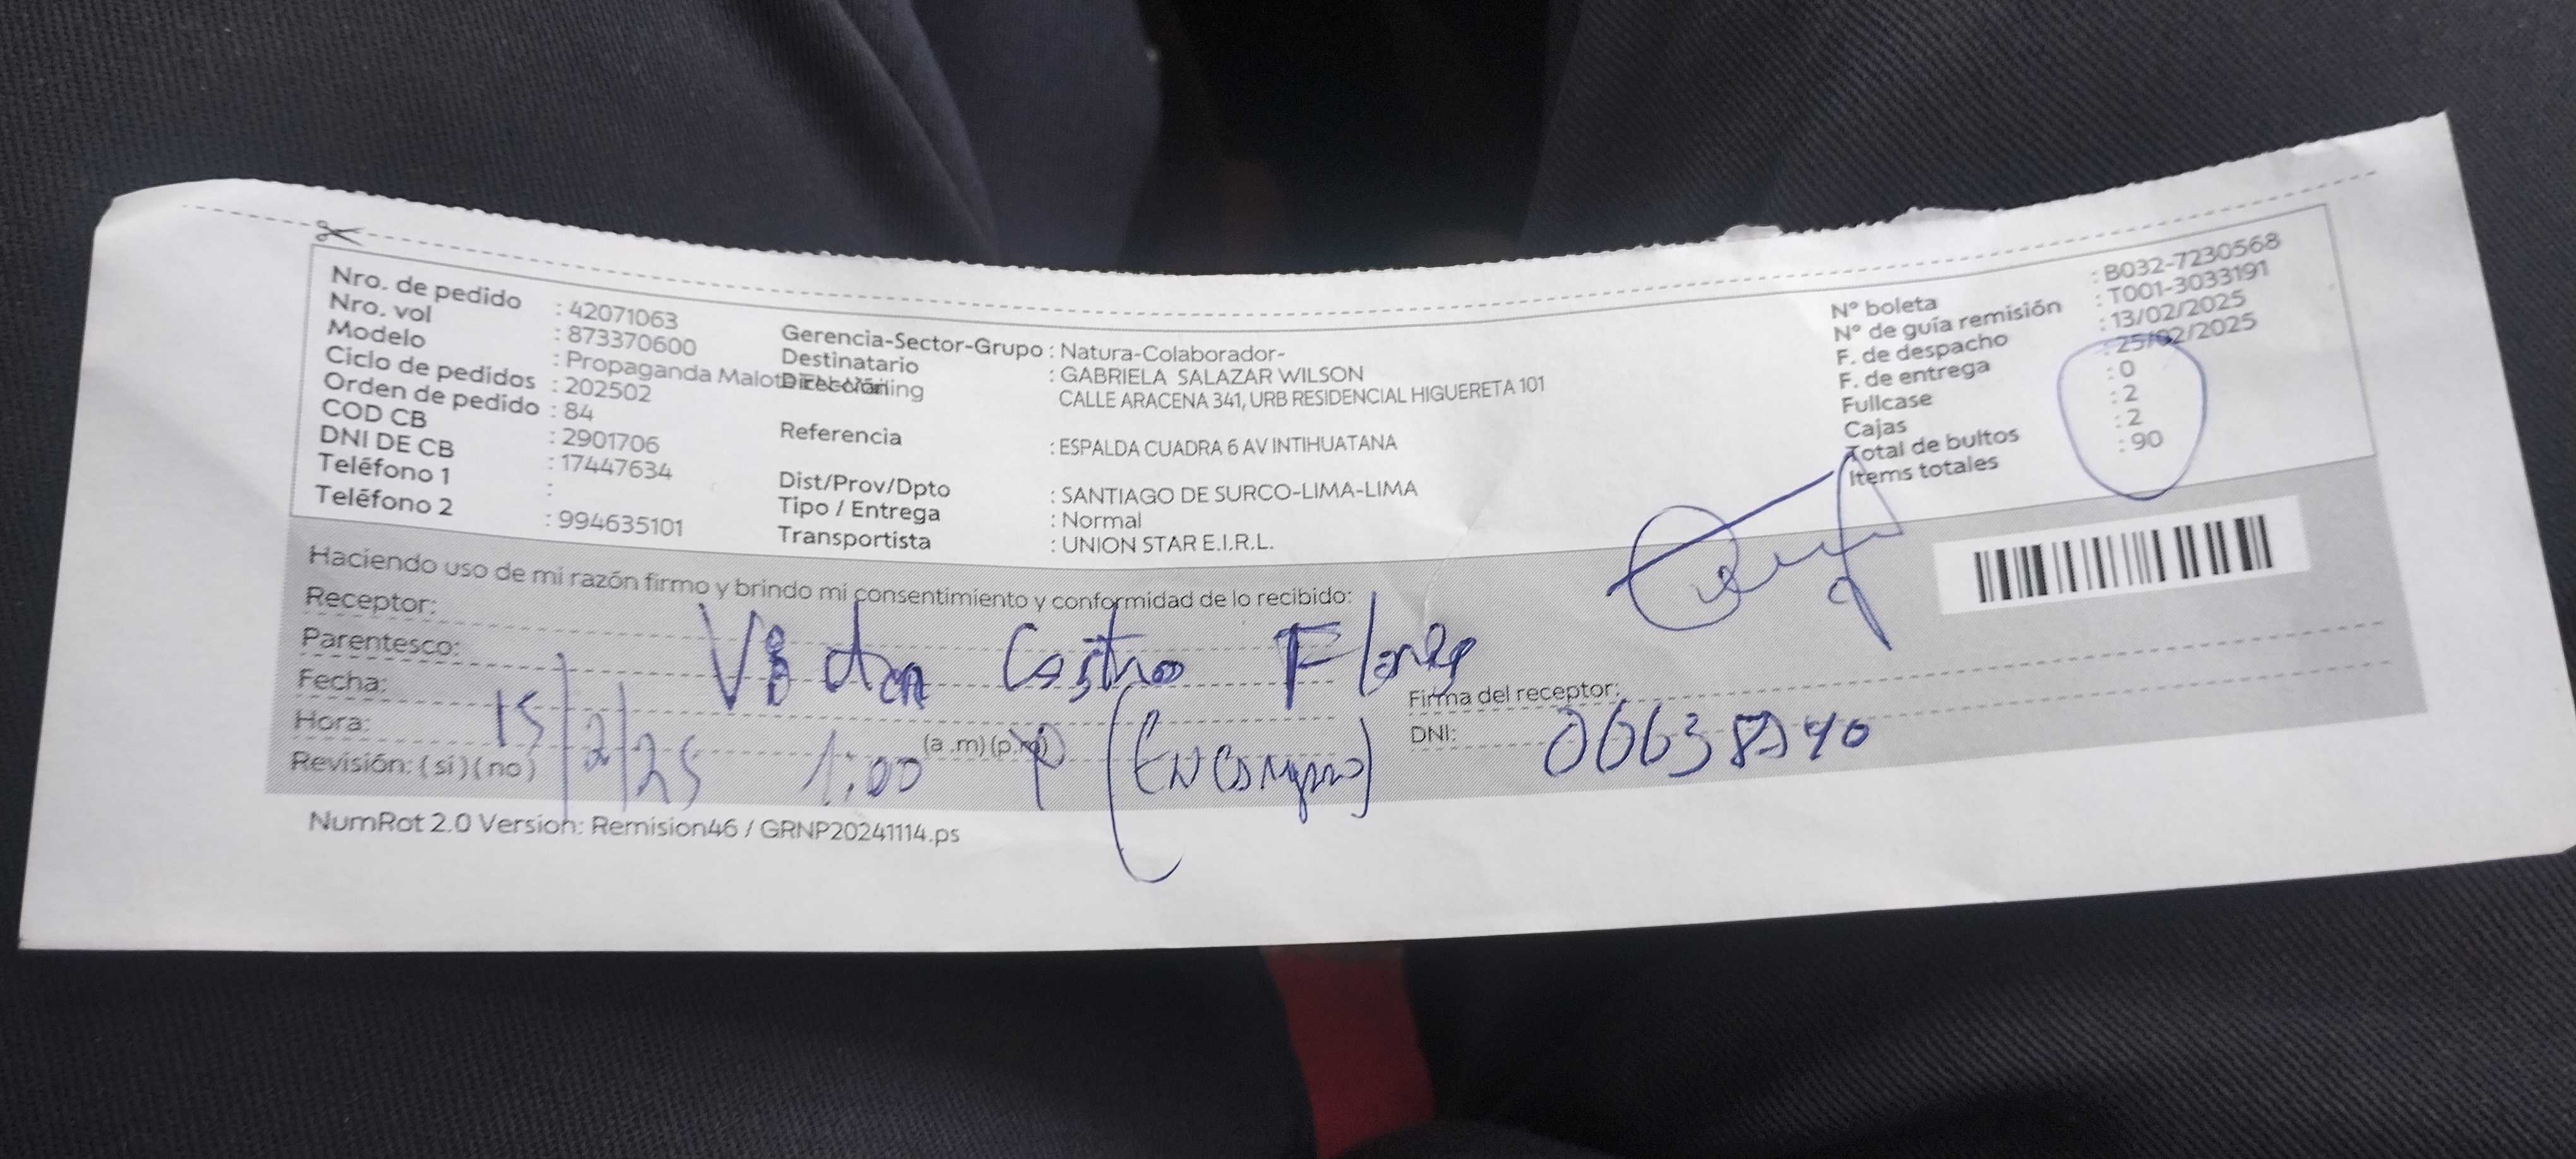 Nro. de pedido : 42071063
Nro. vol : 873370600
Modelo : Propaganda Malote
Ciclo de pedidos : 202502
Orden de pedido : 84
COD CB : 2901706
DNI DE CB : 17447634
Teléfono 1 :
Teléfono 2 : 994635101
Gerencia-Sector-Grupo : Natura-Colaborador-
Destinatario : GABRIELA SALAZAR WILSON
Dirección CALLE ARACENA 341, URB RESIDENCIAL HIGUERETA 101
Referencia : ESPALDA CUADRA 6 AV INTIHUATANA
Dist/Prov/Dpto : SANTIAGO DE SURCO-LIMA-LIMA
Tipo / Entrega : Normal
Transportista : UNION STAR E.I.R.L.
N° boleta : B032-7230568
N° de guía remisión : T001-3033191
F. de despacho : 13/02/2025
F. de entrega : 25/02/2025
Fullcase : 0
Cajas : 2
Total de bultos : 2
Items totales : 90
Haciendo uso de mi razón firmo y brindo mi consentimiento y conformidad de lo recibido:
Receptor:
Parentesco: Victor Castro Flores
Fecha: 15/2/25
Hora: 1:00 (a.m)(p.m)
Revisión: (si)(no)
Firma del receptor:
DNI:
NumRot 2.0 Version: Remision46 / GRNP20241114.ps